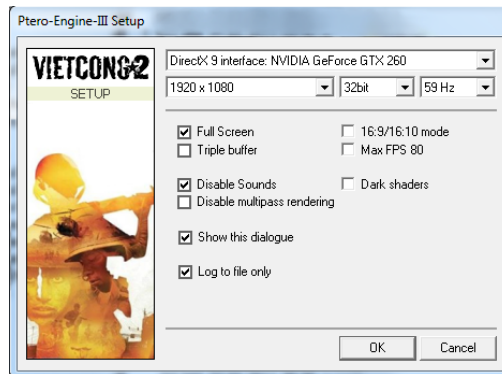 Ptero-Engine-III Setup
VIETCONG2
SETUP
DirectX 9 interface: NVIDIA GeForce GTX 260
1920 x 1080 32bit 59 Hz
Full Screen 16:9/16:10 mode
Triple buffer Max FPS 80
Disable Sounds Dark shaders
Disable multipass rendering
Show this dialogue
Log to file only
OK Cancel